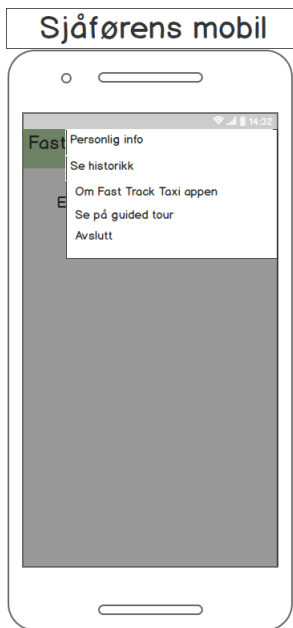 Sjåførens mobil
14:32
Fast
Personlig info
Se historikk
Om Fast Track Taxi appen
E
Se på guided tour
Avslutt